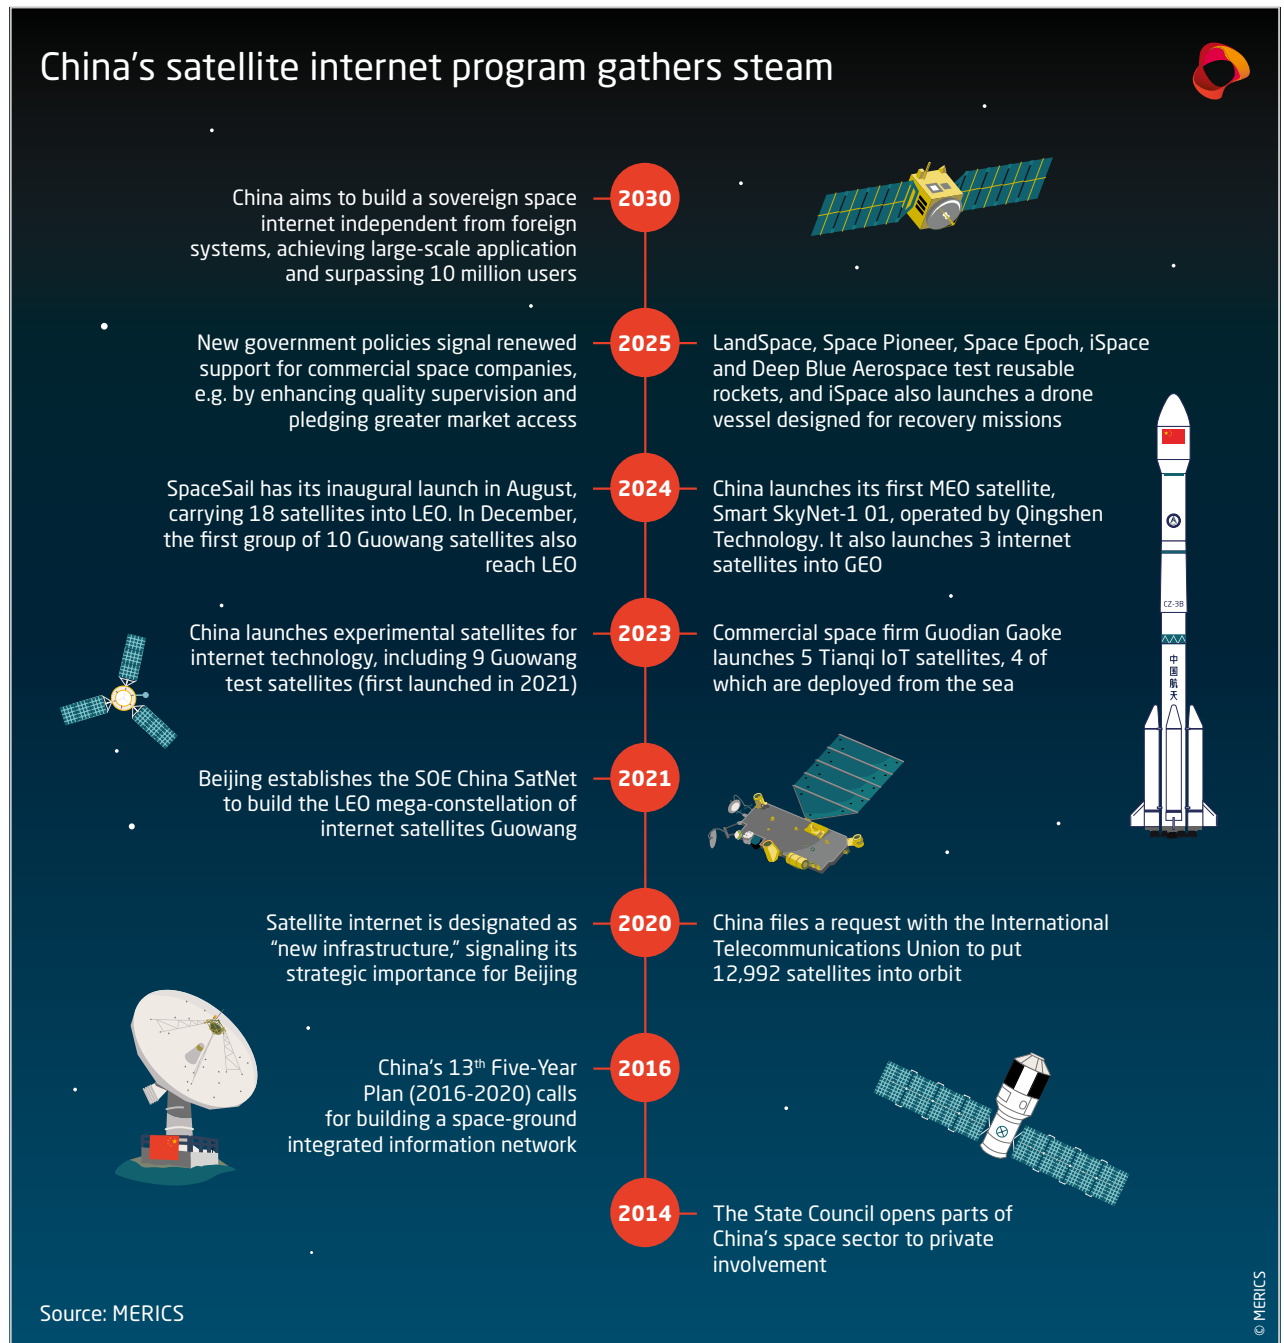 China's satellite internet program gathers steam
2030
China aims to build a sovereign space
internet independent from foreign
systems, achieving large-scale application
and surpassing 10 million users
2025
New government policies signal renewed
support for commercial space companies,
e.g. by enhancing quality supervision and
pledging greater market access
LandSpace, Space Pioneer, Space Epoch, iSpace
and Deep Blue Aerospace test reusable
rockets, and iSpace also launches a drone
vessel designed for recovery missions
2024
SpaceSail has its inaugural launch in August,
carrying 18 satellites into LEO. In December,
the first group of 10 Guowang satellites also
reach LEO
China launches its first MEO satellite,
Smart SkyNet-1 01, operated by Qingshen
Technology. It also launches 3 internet
satellites into GEO
2023
China launches experimental satellites for
internet technology, including 9 Guowang
test satellites (first launched in 2021)
Commercial space firm Guodian Gaoke
launches 5 Tianqi IoT satellites, 4 of
which are deployed from the sea
CZ-3B
中
国
航
天
2021
Beijing establishes the SOE China SatNet
to build the LEO mega-constellation of
internet satellites Guowang
2020
Satellite internet is designated as
“new infrastructure,” signaling its
strategic importance for Beijing
China files a request with the International
Telecommunications Union to put
12,992 satellites into orbit
2016
China's 13th Five-Year
Plan (2016-2020) calls
for building a space-ground
integrated information network
2014
The State Council opens parts of
China's space sector to private
involvement
Source: MERICS
© MERICS